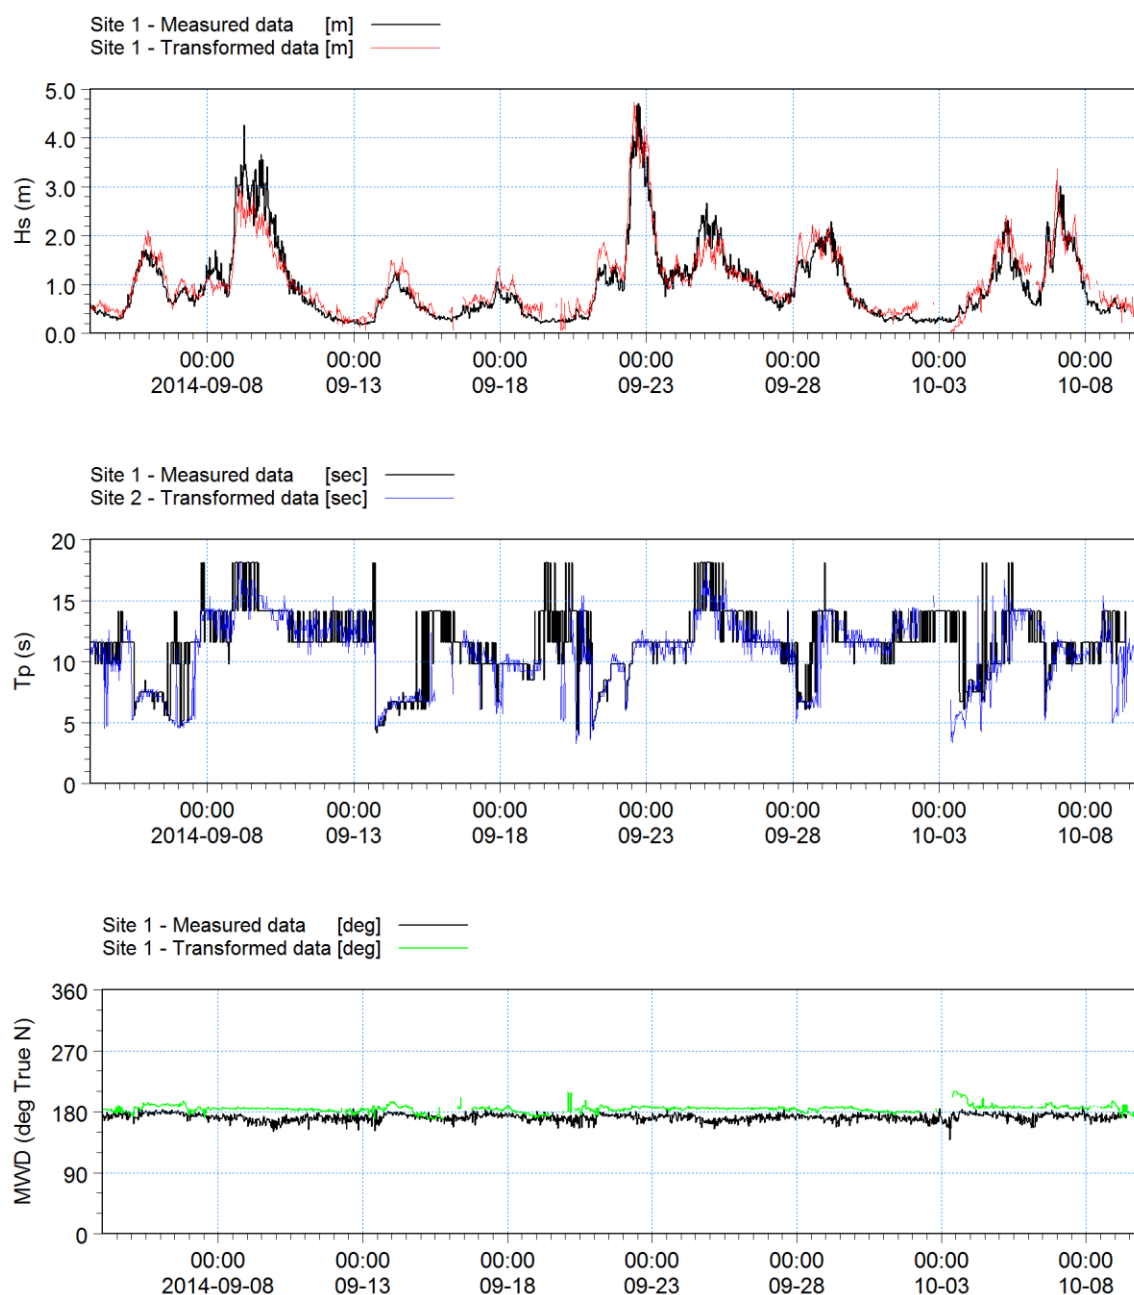 Site 1 - Measured data [m]
Site 1 - Transformed data [m]
5.0
4.0
3.0
2.0
1.0
0.0
Hs (m)
00:00 00:00 00:00 00:00 00:00 00:00 00:00
2014-09-08 09-13 09-18 09-23 09-28 10-03 10-08
Site 1 - Measured data [sec]
Site 2 - Transformed data [sec]
20
15
10
5
0
Tp (s)
00:00 00:00 00:00 00:00 00:00 00:00 00:00
2014-09-08 09-13 09-18 09-23 09-28 10-03 10-08
Site 1 - Measured data [deg]
Site 1 - Transformed data [deg]
360
270
180
90
0
MWD (deg True N)
00:00 00:00 00:00 00:00 00:00 00:00 00:00
2014-09-08 09-13 09-18 09-23 09-28 10-03 10-08